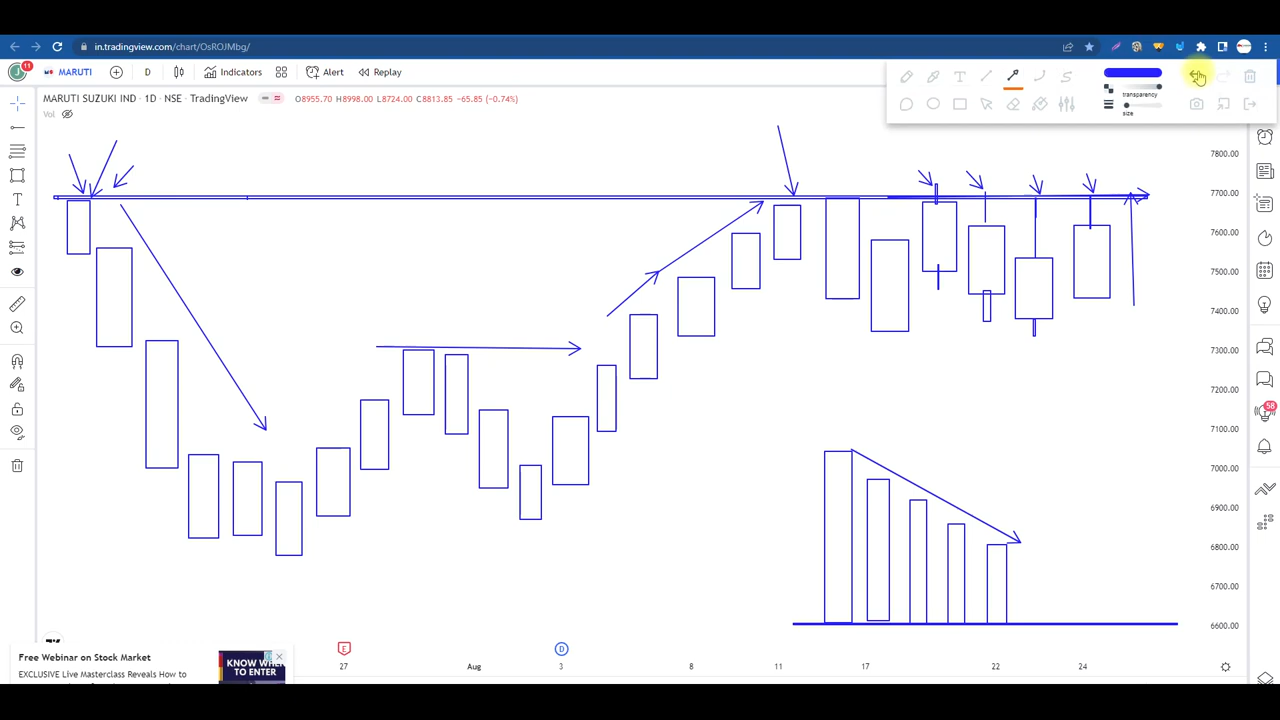 in.tradingview.com/chart/OsROJMbg/
J 11 MARUTI D Indicators Alert Replay
transparency
size
MARUTI SUZUKI IND · 1D · NSE · TradingView O8955.70 H8998.00 L8724.00 C8813.85 -65.85 (-0.74%)
Vol
7800.00
7700.00
7600.00
7500.00
7400.00
7300.00
7200.00
7100.00
7000.00
6900.00
6800.00
6700.00
6600.00
58
E
D
27 Aug 3 8 11 17 22 24
Free Webinar on Stock Market
EXCLUSIVE Live Masterclass Reveals How to
KNOW WHEN
TO ENTER